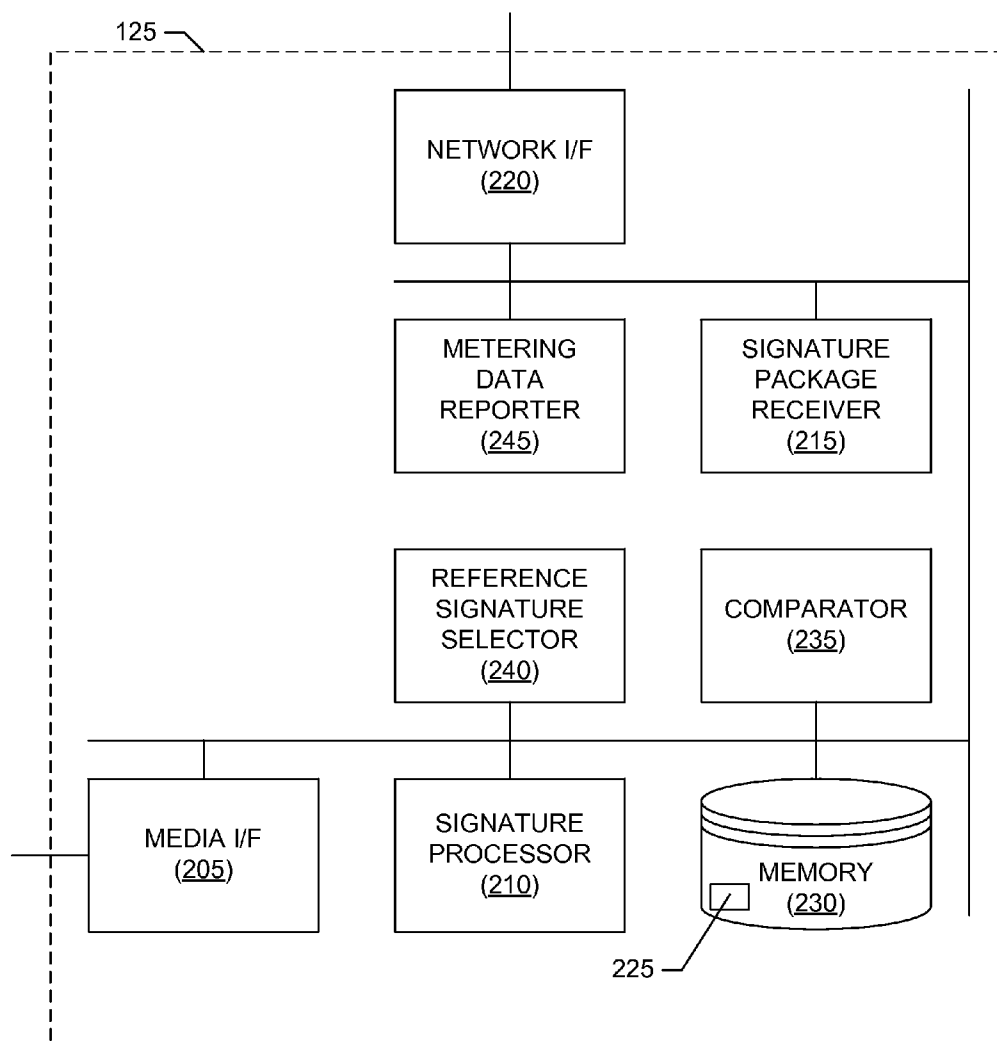 125
NETWORK I/F
(220)
METERING
DATA
REPORTER
(245)
SIGNATURE
PACKAGE
RECEIVER
(215)
REFERENCE
SIGNATURE
SELECTOR
(240)
COMPARATOR
(235)
MEDIA I/F
(205)
SIGNATURE
PROCESSOR
(210)
MEMORY
(230)
225